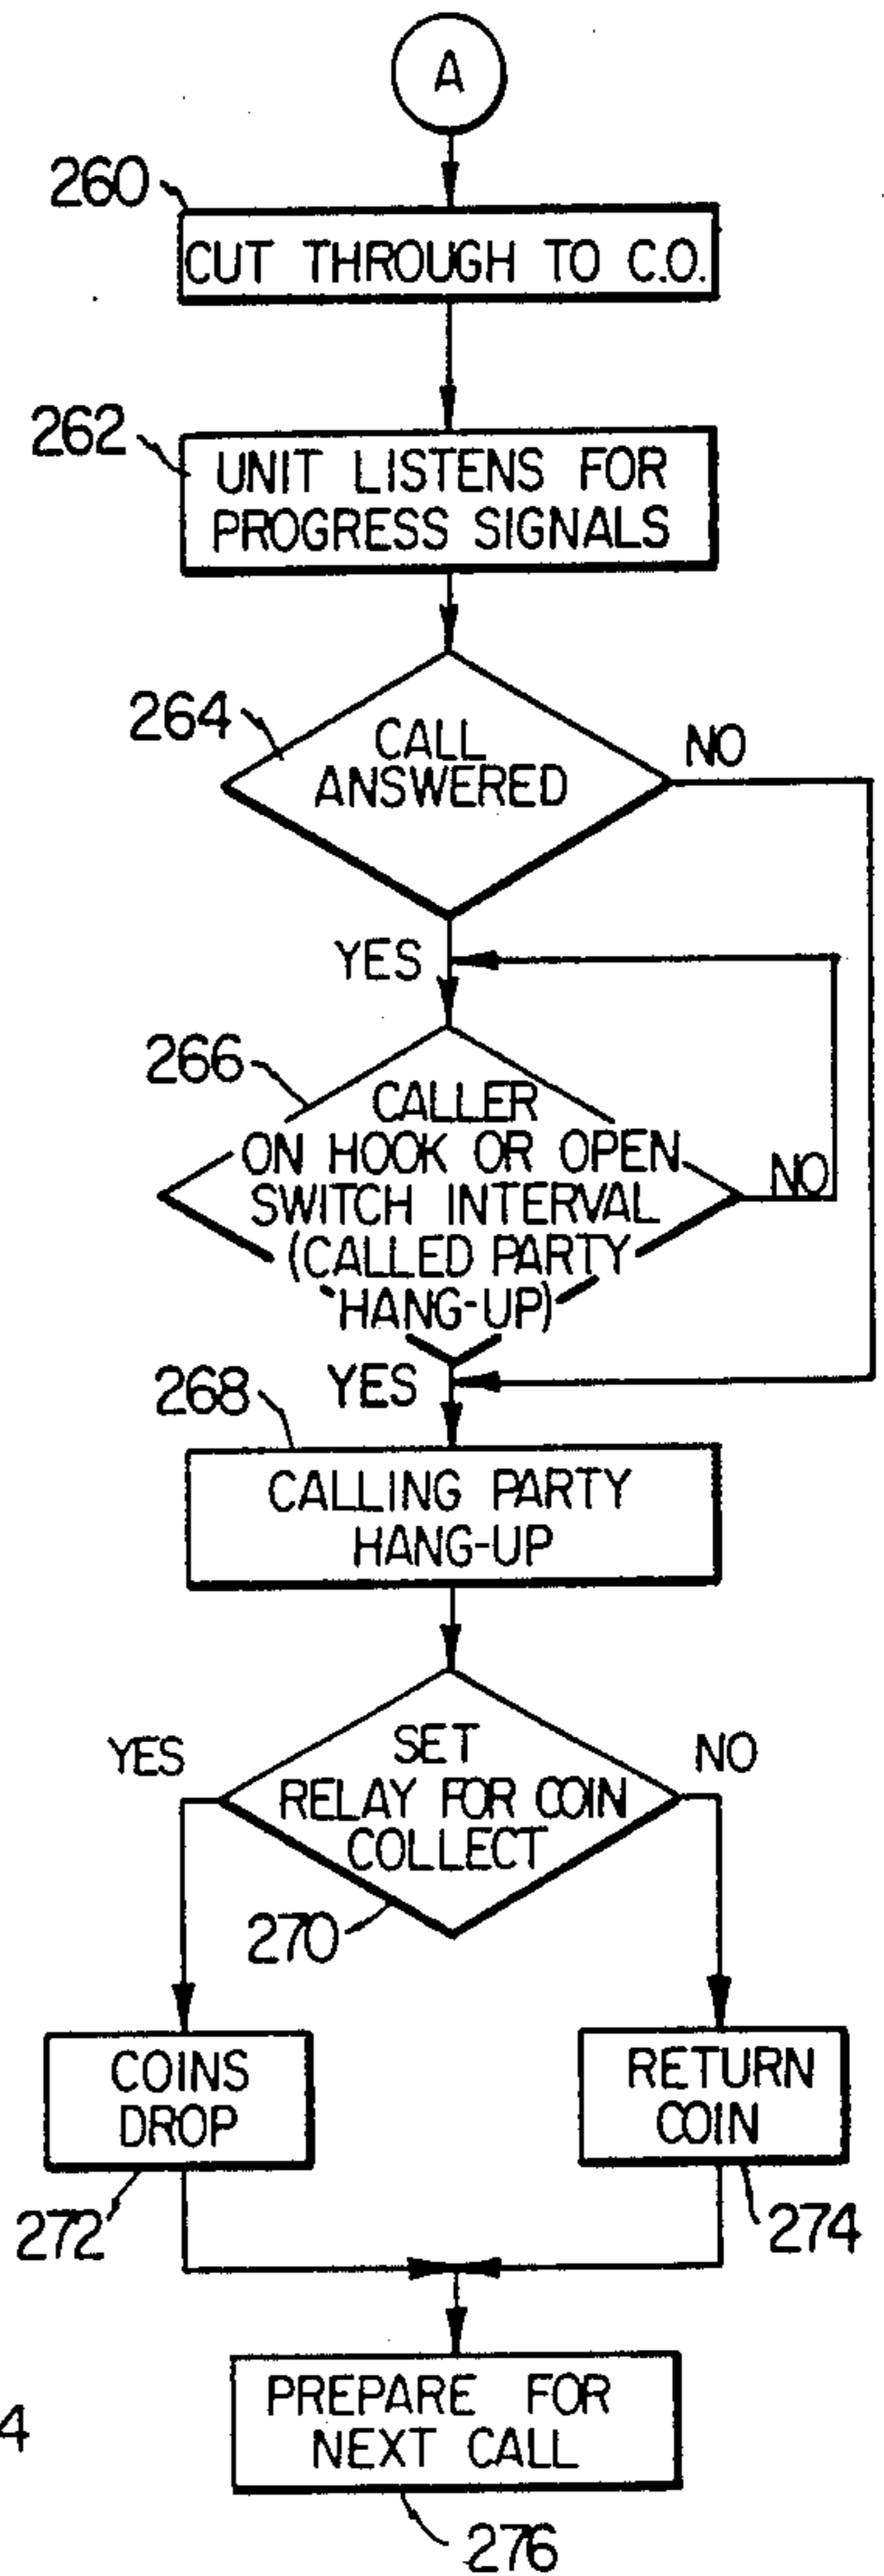 A
260
CUT THROUGH TO C.O.
262
UNIT LISTENS FOR
PROGRESS SIGNALS
264
CALL
ANSWERED
NO
YES
266
CALLER
ON HOOK OR OPEN
SWITCH INTERVAL
(CALLED PARTY
HANG-UP)
NO
YES
268
CALLING PARTY
HANG-UP
SET
RELAY FOR COIN
COLLECT
YES
NO
270
COINS
DROP
RETURN
COIN
272
274
PREPARE FOR
NEXT CALL
4
276